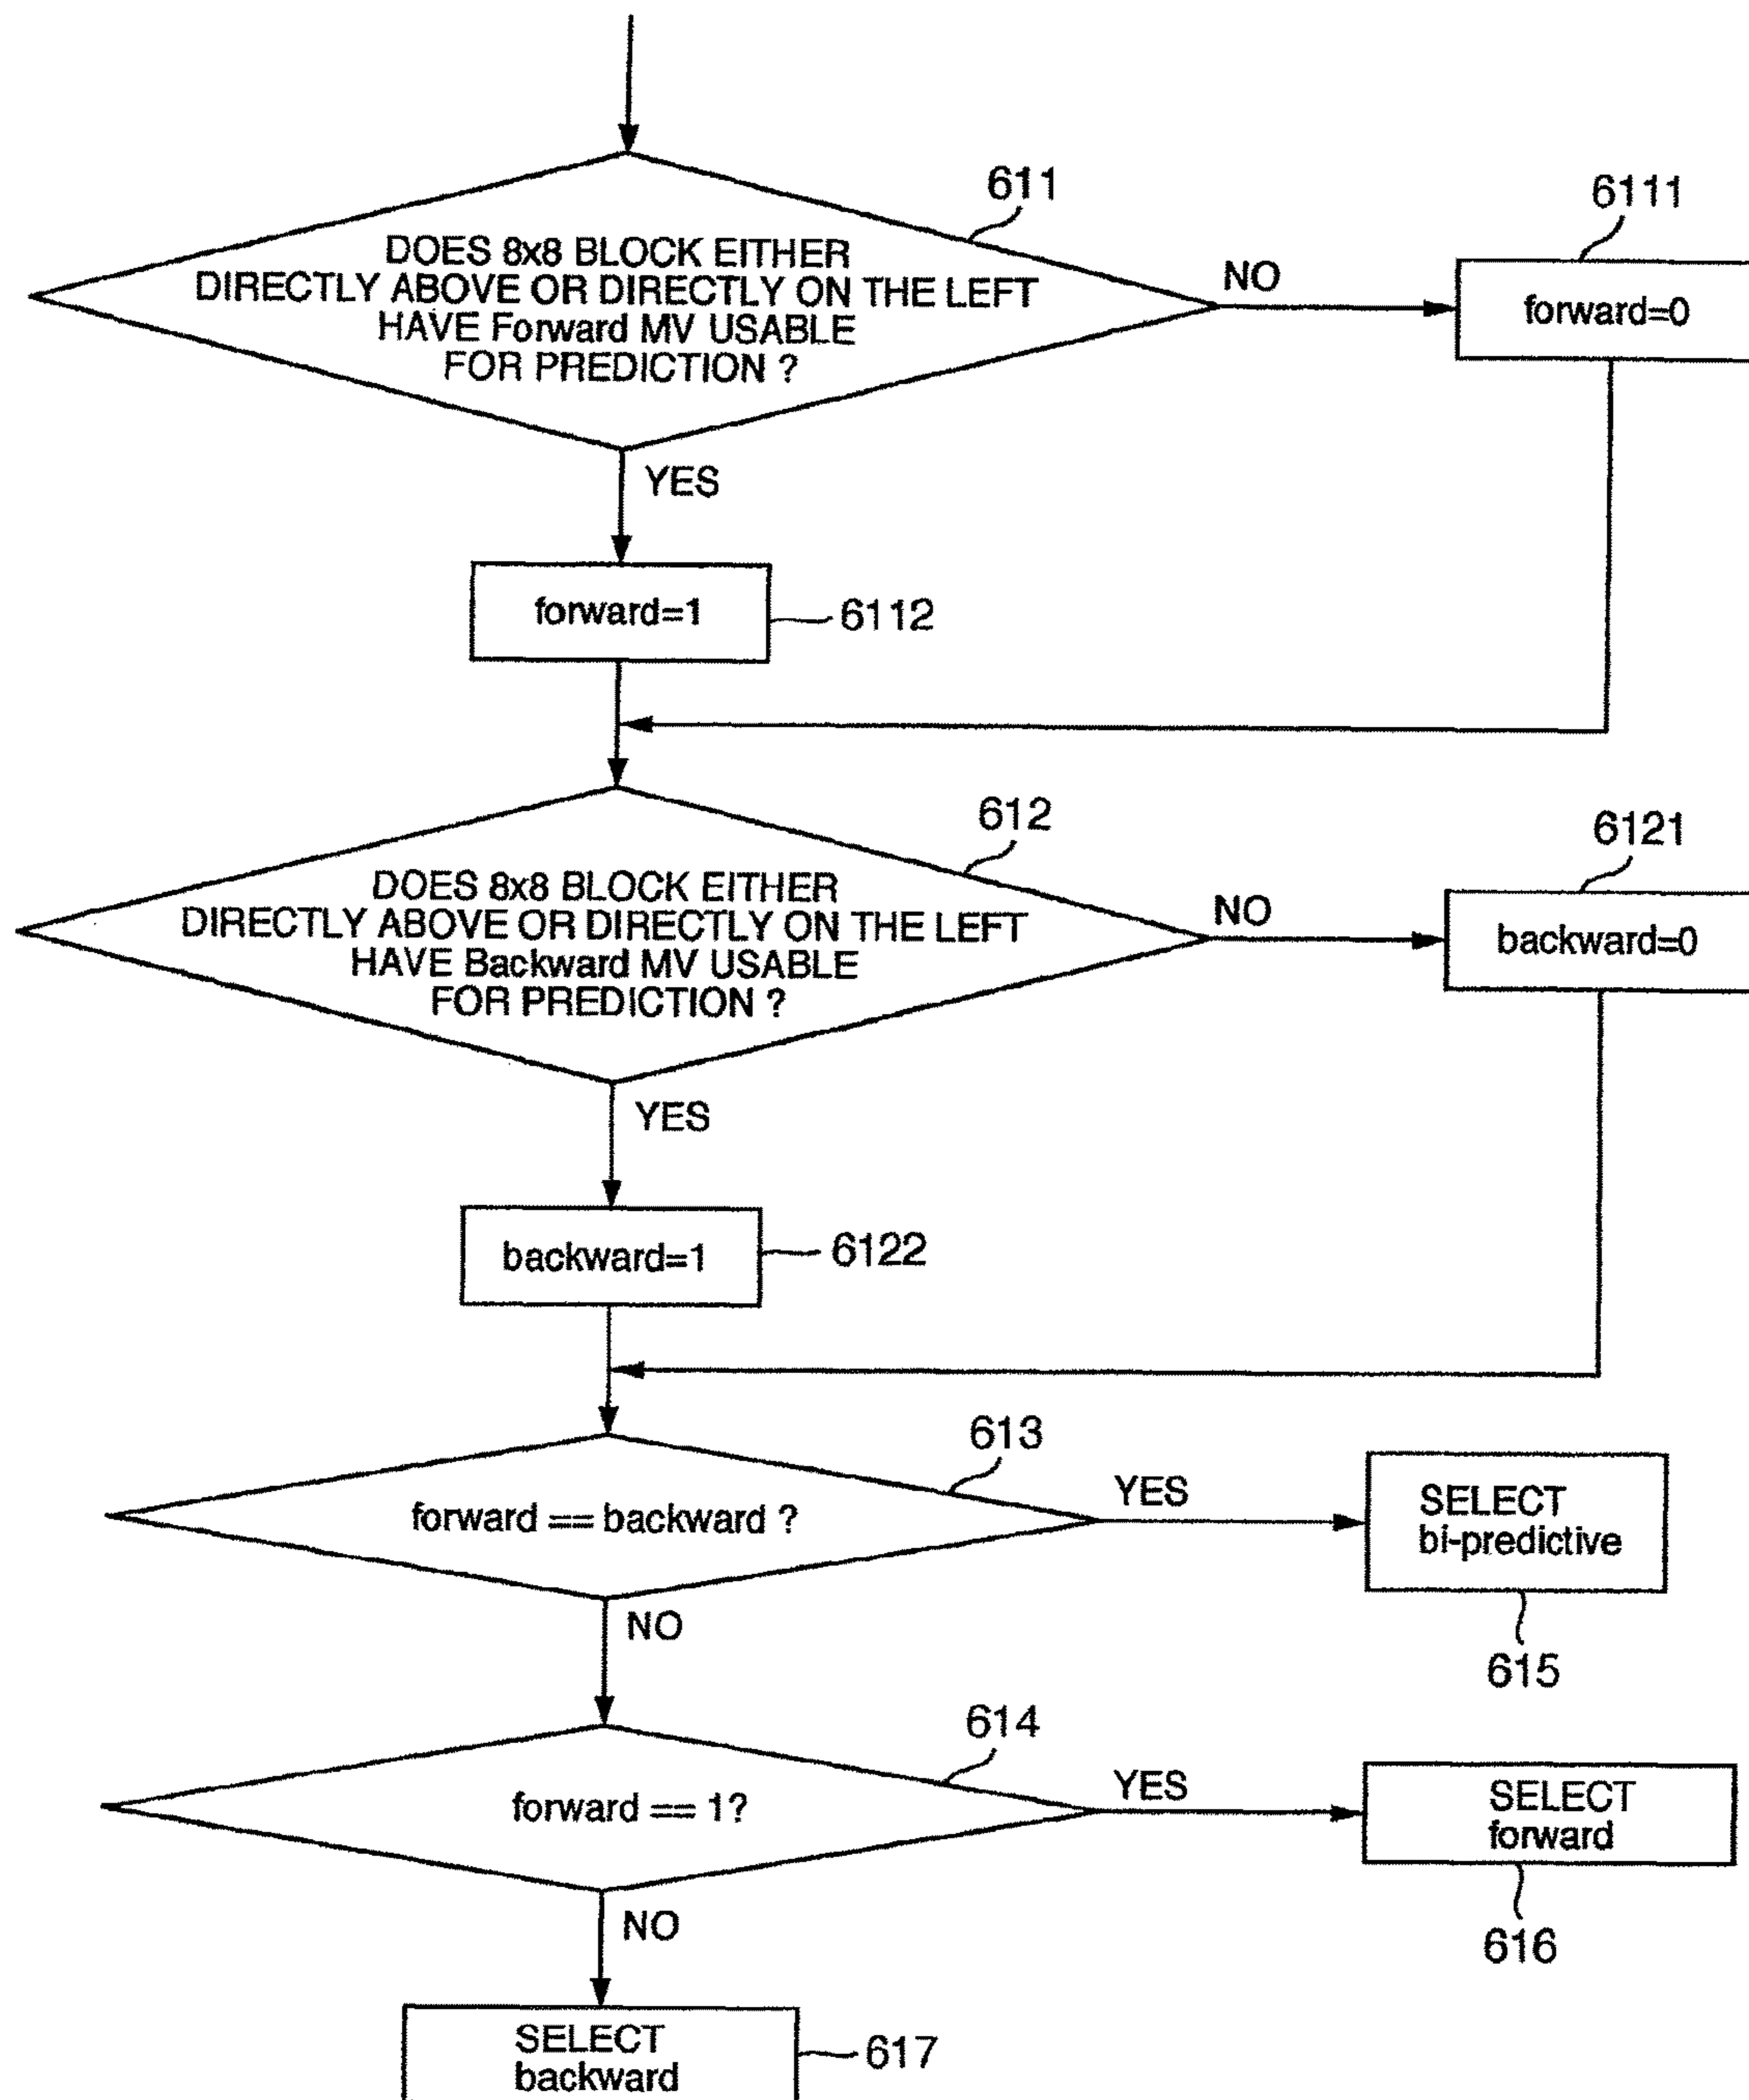 611
6111
DOES 8x8 BLOCK EITHER
DIRECTLY ABOVE OR DIRECTLY ON THE LEFT
HAVE Forward MV USABLE
FOR PREDICTION ?
NO
forward=0
YES
forward=1
6112
612
6121
DOES 8x8 BLOCK EITHER
DIRECTLY ABOVE OR DIRECTLY ON THE LEFT
HAVE Backward MV USABLE
FOR PREDICTION ?
NO
backward=0
YES
backward=1
6122
613
forward == backward ?
YES
SELECT
bi-predictive
615
NO
614
forward == 1?
YES
SELECT
forward
616
NO
SELECT
backward
617